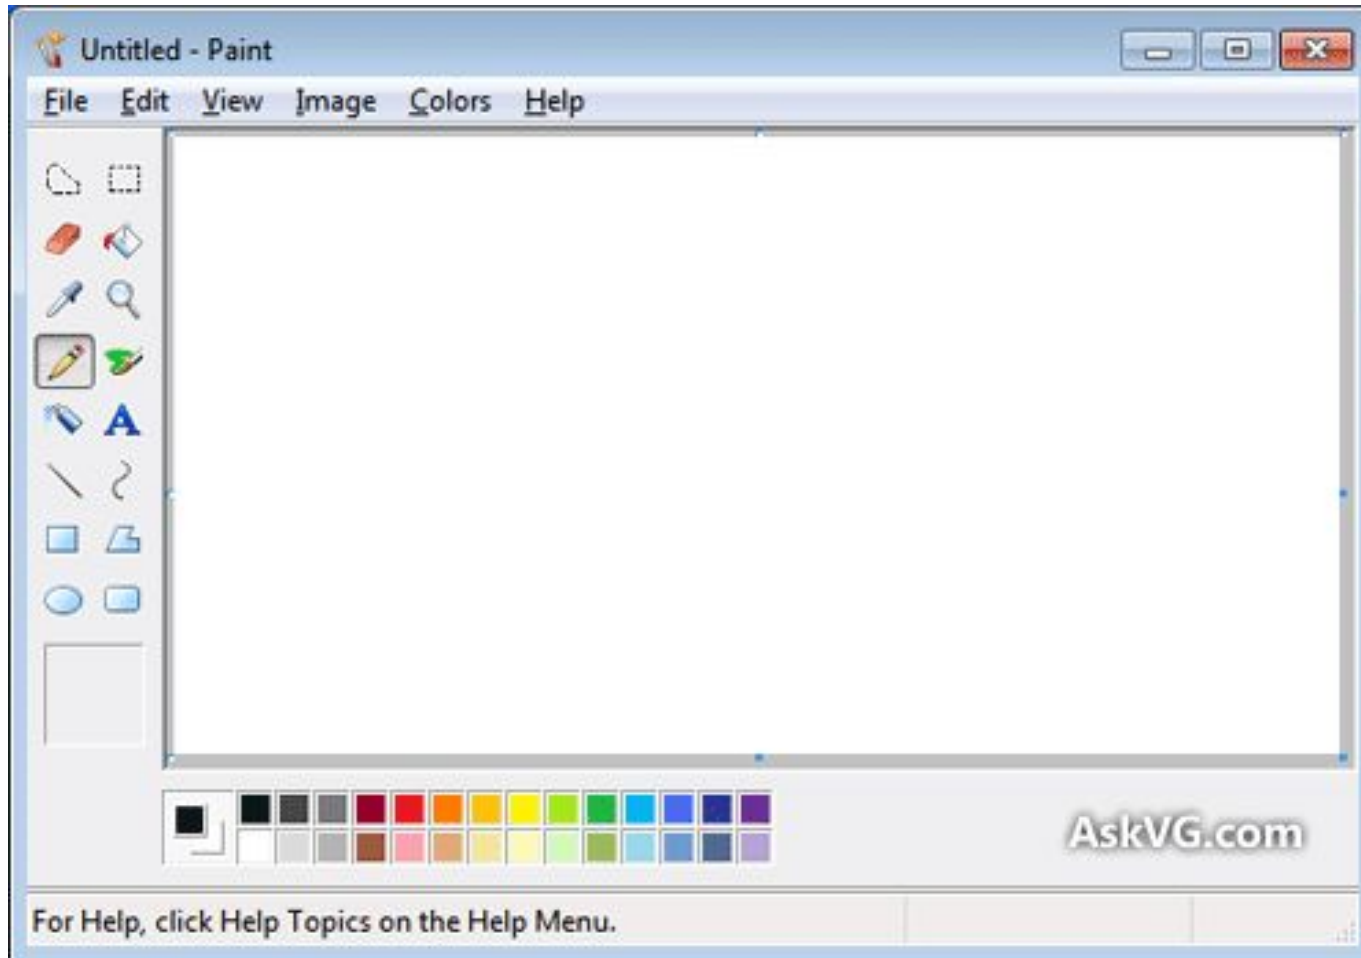 Untitled - Paint
File Edit View Image Colors Help
A
AskVG.com
For Help, click Help Topics on the Help Menu.